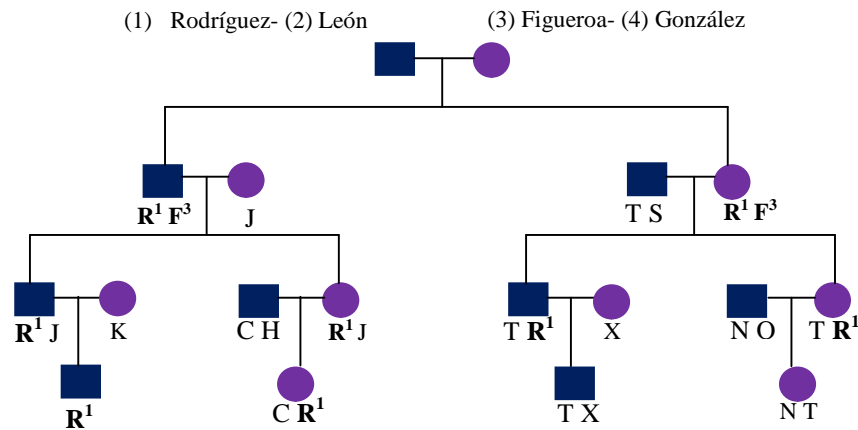 (1) Rodríguez- (2) León (3) Figueroa- (4) González
R¹ F³ J T S R¹ F³
R¹ J K C H R¹ J T R¹ X N O T R¹
R¹ C R¹ T X N T